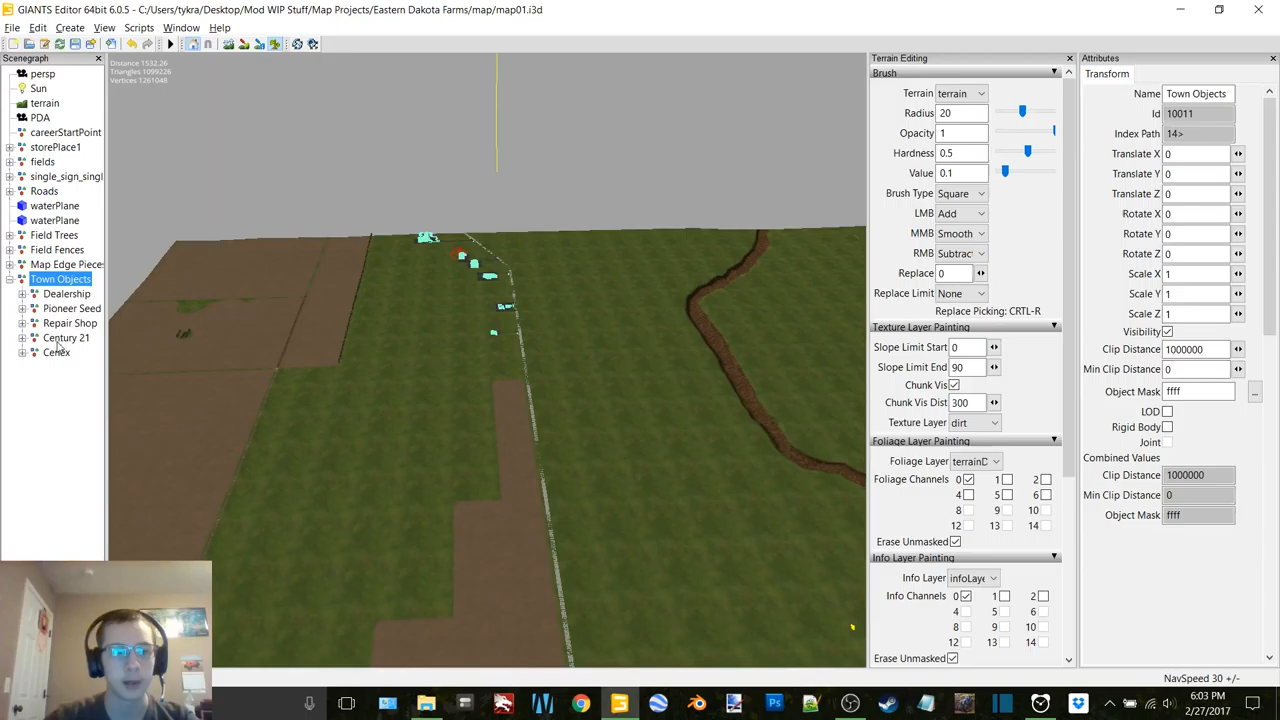 GIANTS Editor 64bit 6.0.5 - C:/Users/tykra/Desktop/Mod WIP Stuff/Map Projects/Eastern Dakota Farms/map/map01.i3d
File Edit Create View Scripts Window Help
Scenegraph
persp
Sun
terrain
PDA
careerStartPoint
storePlace1
fields
single_sign_singl
Roads
waterPlane
waterPlane
Field Trees
Field Fences
Map Edge Piece
Town Objects
Dealership
Pioneer Seed
Repair Shop
Century 21
Cenex
Distance 1532.26
Triangles 1099226
Vertices 1261048
Terrain Editing
Brush
Terrain terrain
Radius 20
Opacity 1
Hardness 0.5
Value 0.1
Brush Type Square
LMB Add
MMB Smooth
RMB Subtrac
Replace 0
Replace Limit None
Replace Picking: CRTL-R
Texture Layer Painting
Slope Limit Start 0
Slope Limit End 90
Chunk Vis
Chunk Vis Dist 300
Texture Layer dirt
Foliage Layer Painting
Foliage Layer terrainD
Foliage Channels 0 1 2
4 5 6
8 9 10
12 13 14
Erase Unmasked
Info Layer Painting
Info Layer infoLaye
Info Channels 0 1 2
4 5 6
8 9 10
12 13 14
Erase Unmasked
Attributes
Transform
Name Town Objects
Id 10011
Index Path 14>
Translate X 0
Translate Y 0
Translate Z 0
Rotate X 0
Rotate Y 0
Rotate Z 0
Scale X 1
Scale Y 1
Scale Z 1
Visibility
Clip Distance 1000000
Min Clip Distance 0
Object Mask ffff ...
LOD
Rigid Body
Joint
Combined Values
Clip Distance 1000000
Min Clip Distance 0
Object Mask ffff
NavSpeed 30 +/-
6:03 PM
2/27/2017